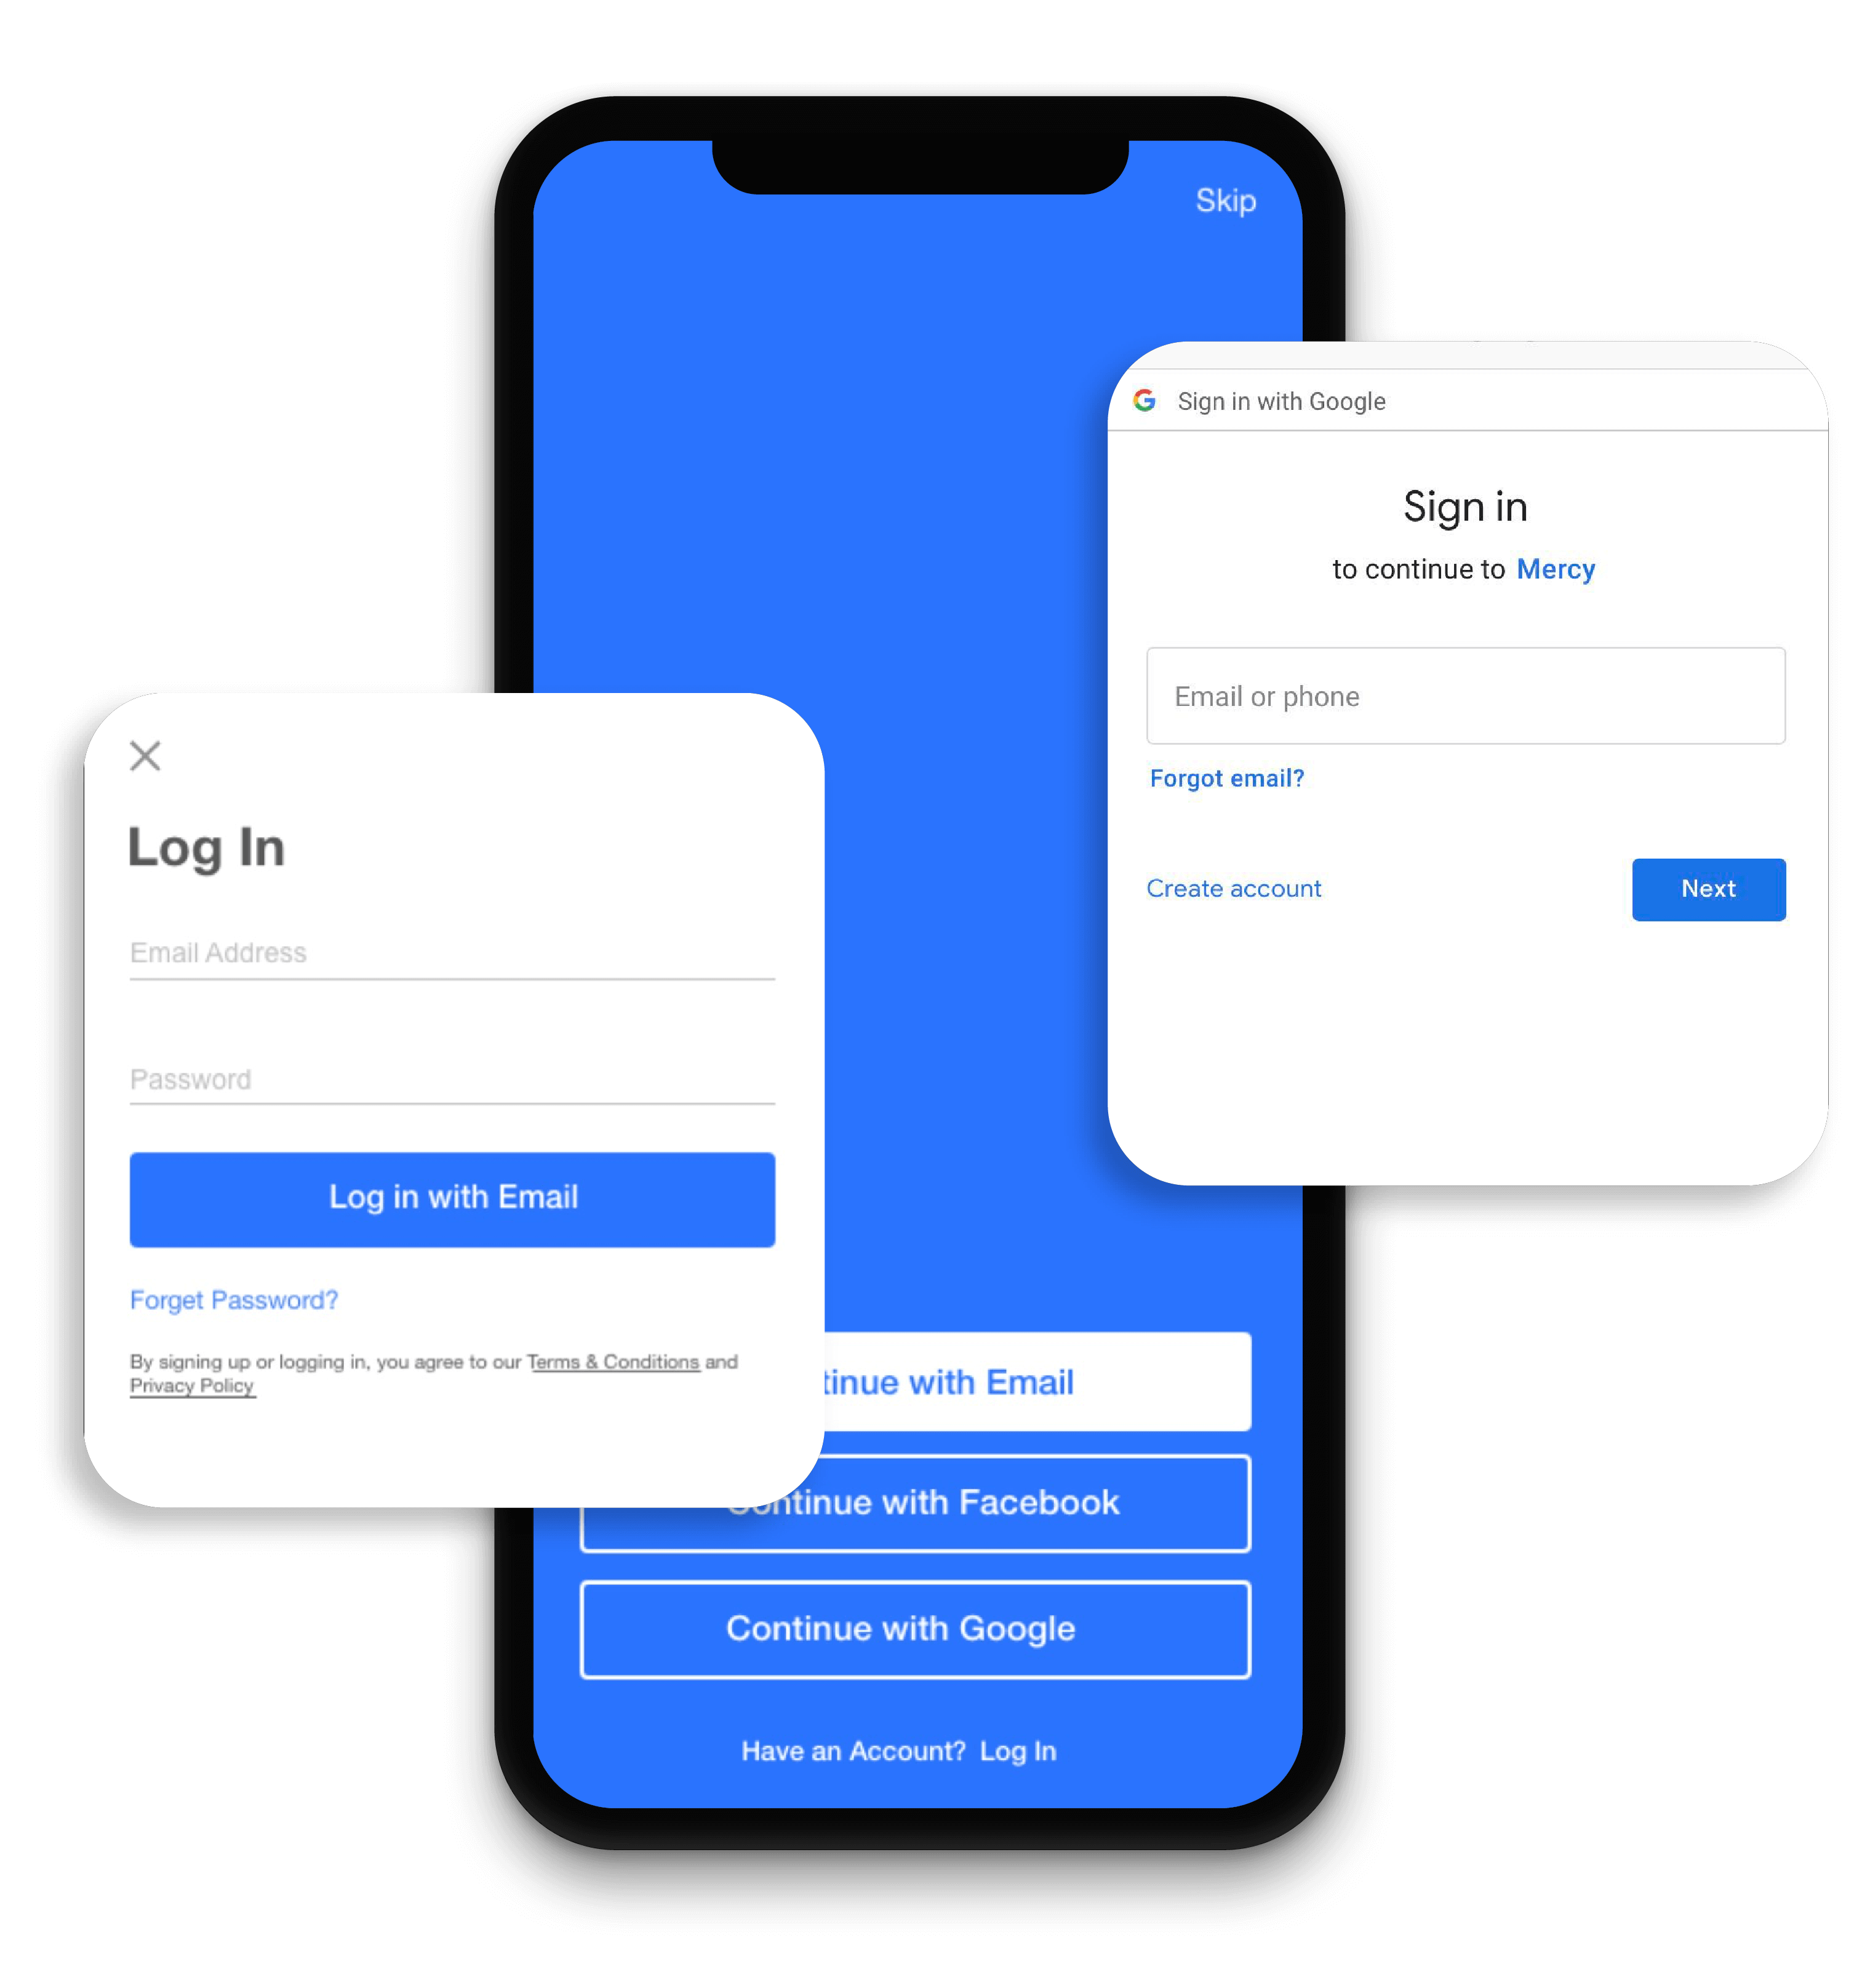 Skip
Sign in with Google
Sign in
to continue to Mercy
Email or phone
Forgot email?
Create account
Next
Log In
Email Address
Password
Log in with Email
Forget Password?
By signing up or logging in, you agree to our Terms & Conditions and
Privacy Policy
tinue with Email
Continue with Facebook
Continue with Google
Have an Account? Log In